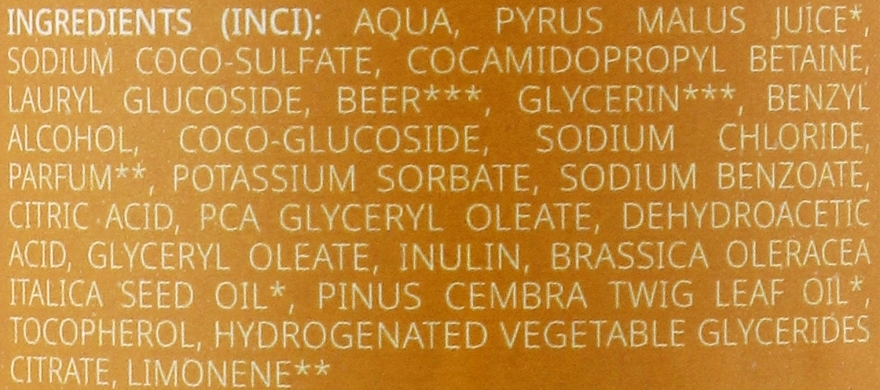 INGREDIENTS (INCI): AQUA, PYRUS MALUS JUICE*,
SODIUM COCO-SULFATE, COCAMIDOPROPYL BETAINE,
LAURYL GLUCOSIDE, BEER***, GLYCERIN***, BENZYL
ALCOHOL, COCO-GLUCOSIDE, SODIUM CHLORIDE,
PARFUM**, POTASSIUM SORBATE, SODIUM BENZOATE,
CITRIC ACID, PCA GLYCERYL OLEATE, DEHYDROACETIC
ACID, GLYCERYL OLEATE, INULIN, BRASSICA OLERACEA
ITALICA SEED OIL*, PINUS CEMBRA TWIG LEAF OIL*,
TOCOPHEROL, HYDROGENATED VEGETABLE GLYCERIDES
CITRATE, LIMONENE**